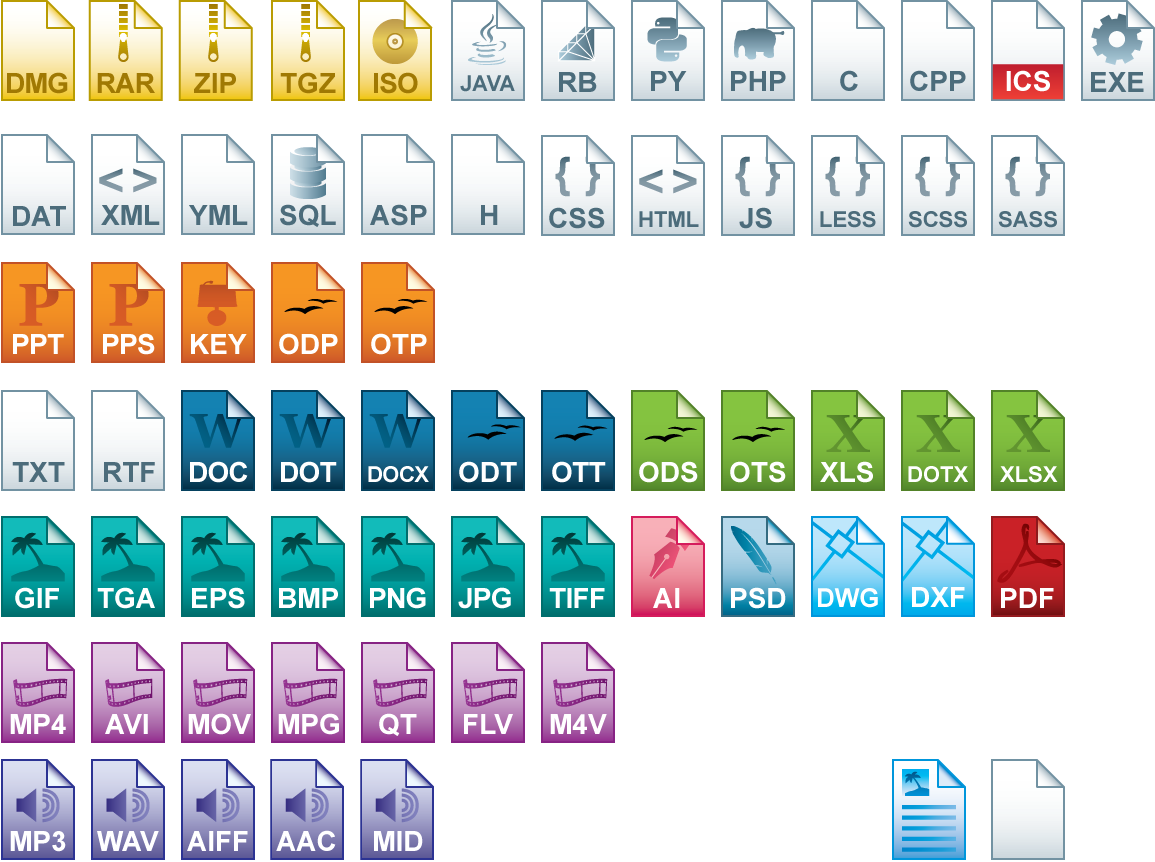 DMG RAR ZIP TGZ ISO JAVA RB PY PHP C CPP ICS EXE
DAT <> XML YML SQL ASP H { } CSS <> HTML { } JS { } LESS { } SCSS { } SASS
P PPT P PPS KEY ODP OTP
TXT RTF W DOC W DOT W DOCX ODT OTT ODS OTS X XLS X DOTX X XLSX
GIF TGA EPS BMP PNG JPG TIFF AI PSD DWG DXF PDF
MP4 AVI MOV MPG QT FLV M4V
MP3 WAV AIFF AAC MID